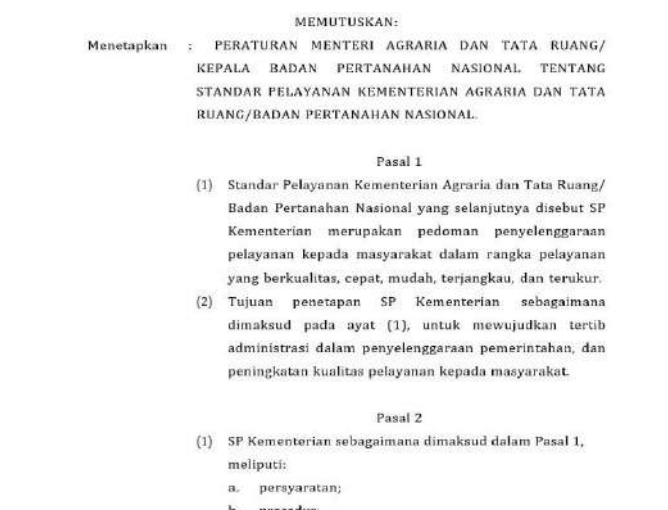 MEMUTUSKAN:
Menetapkan : PERATURAN MENTERI AGRARIA DAN TATA RUANG/
KEPALA BADAN PERTANAHAN NASIONAL TENTANG
STANDAR PELAYANAN KEMENTERIAN AGRARIA DAN TATA
RUANG/BADAN PERTANAHAN NASIONAL.
Pasal 1
(1) Standar Pelayanan Kementerian Agraria dan Tata Ruang/
Badan Pertanahan Nasional yang selanjutnya disebut SP
Kementerian merupakan pedoman penyelenggaraan
pelayanan kepada masyarakat dalam rangka pelayanan
yang berkualitas, cepat, mudah, terjangkau, dan terukur.
(2) Tujuan penetapan SP Kementerian sebagaimana
dimaksud pada ayat (1), untuk mewujudkan tertib
administrasi dalam penyelenggaraan pemerintahan, dan
peningkatan kualitas pelayanan kepada masyarakat.
Pasal 2
(1) SP Kementerian sebagaimana dimaksud dalam Pasal 1,
meliputi:
a. persyaratan;